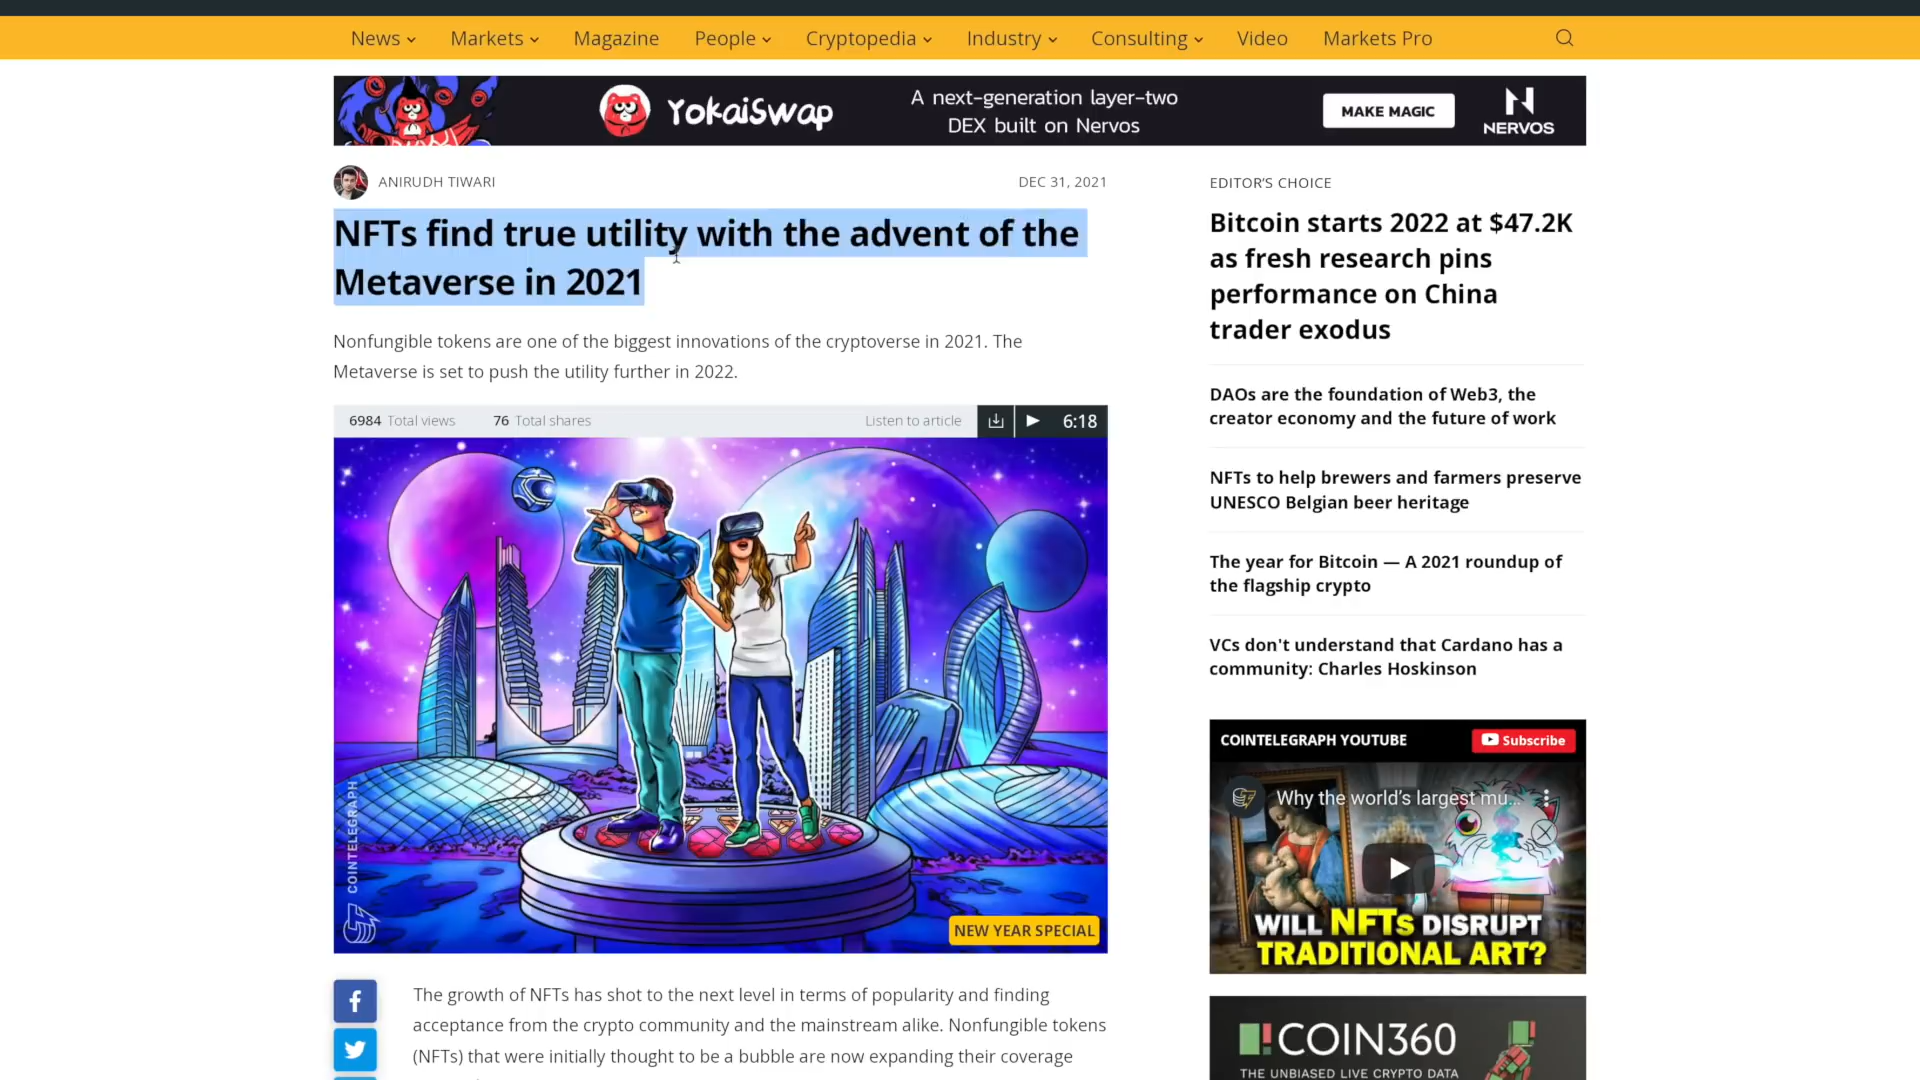 News
Markets
Magazine
People
Cryptopedia
Industry
Consulting
Video
Markets Pro
YokaiSwap
A next-generation layer-two
DEX built on Nervos
MAKE MAGIC
NERVOS
ANIRUDH TIWARI
DEC 31, 2021
NFTs find true utility with the advent of the
Metaverse in 2021
Nonfungible tokens are one of the biggest innovations of the cryptoverse in 2021. The
Metaverse is set to push the utility further in 2022.
6984 Total views
76 Total shares
Listen to article
6:18
COINTELEGRAPH
NEW YEAR SPECIAL
The growth of NFTs has shot to the next level in terms of popularity and finding
acceptance from the crypto community and the mainstream alike. Nonfungible tokens
(NFTs) that were initially thought to be a bubble are now expanding their coverage
EDITOR'S CHOICE
Bitcoin starts 2022 at $47.2K
as fresh research pins
performance on China
trader exodus
DAOs are the foundation of Web3, the
creator economy and the future of work
NFTs to help brewers and farmers preserve
UNESCO Belgian beer heritage
The year for Bitcoin — A 2021 roundup of
the flagship crypto
VCs don't understand that Cardano has a
community: Charles Hoskinson
COINTELEGRAPH YOUTUBE
Subscribe
Why the world's largest mu...
WILL NFTs DISRUPT
TRADITIONAL ART?
COIN360
THE UNBIASED LIVE CRYPTO DATA